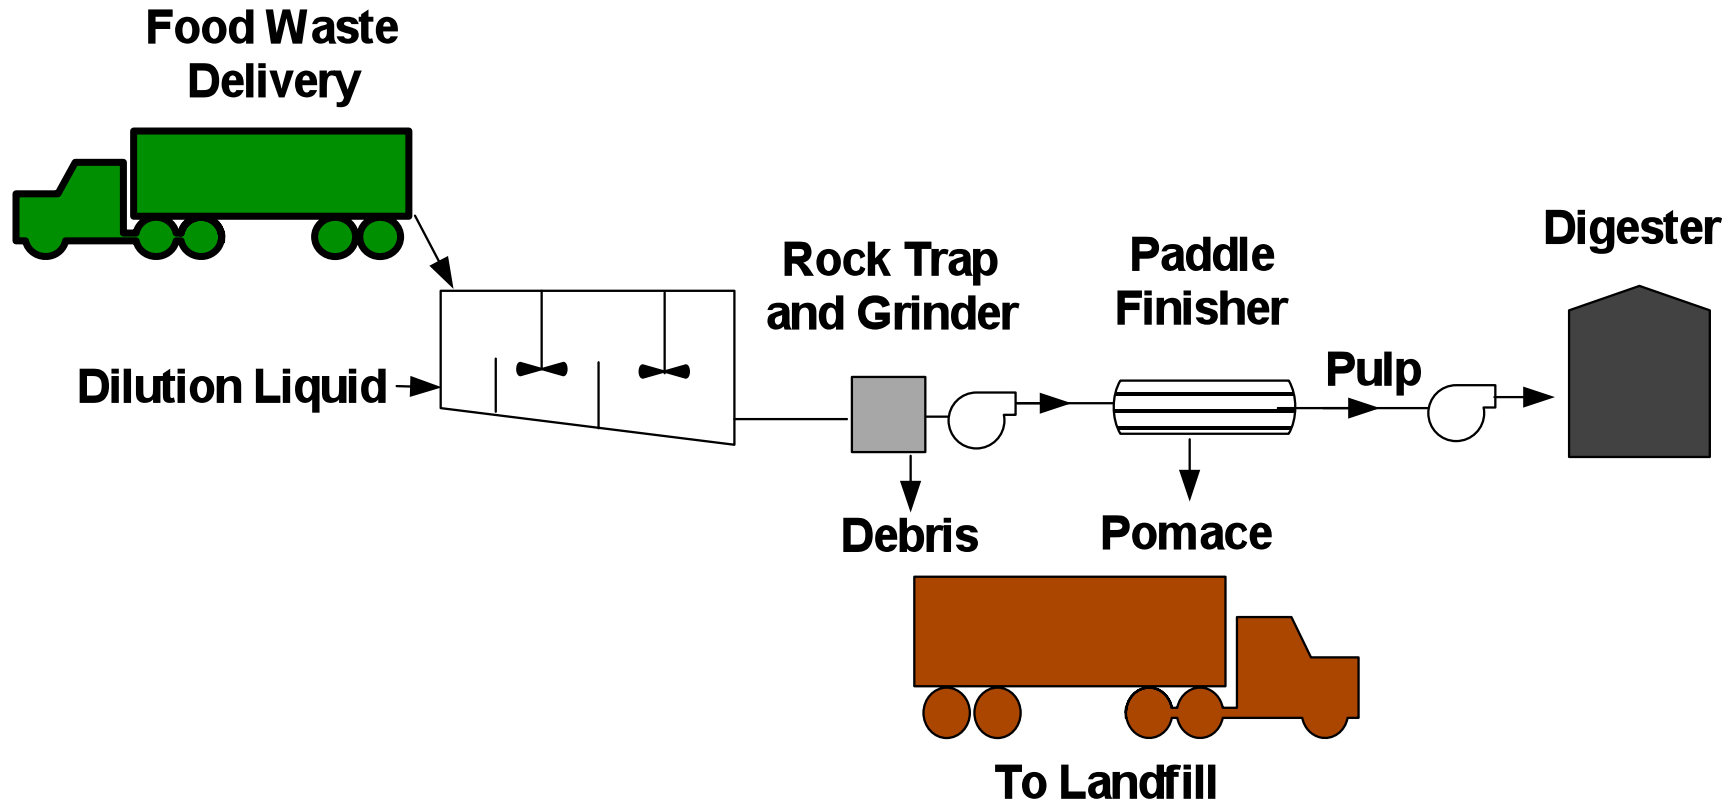 Food Waste
Delivery
Dilution Liquid
Rock Trap
and Grinder
Debris
Paddle
Finisher
Pomace
Pulp
Digester
To Landfill